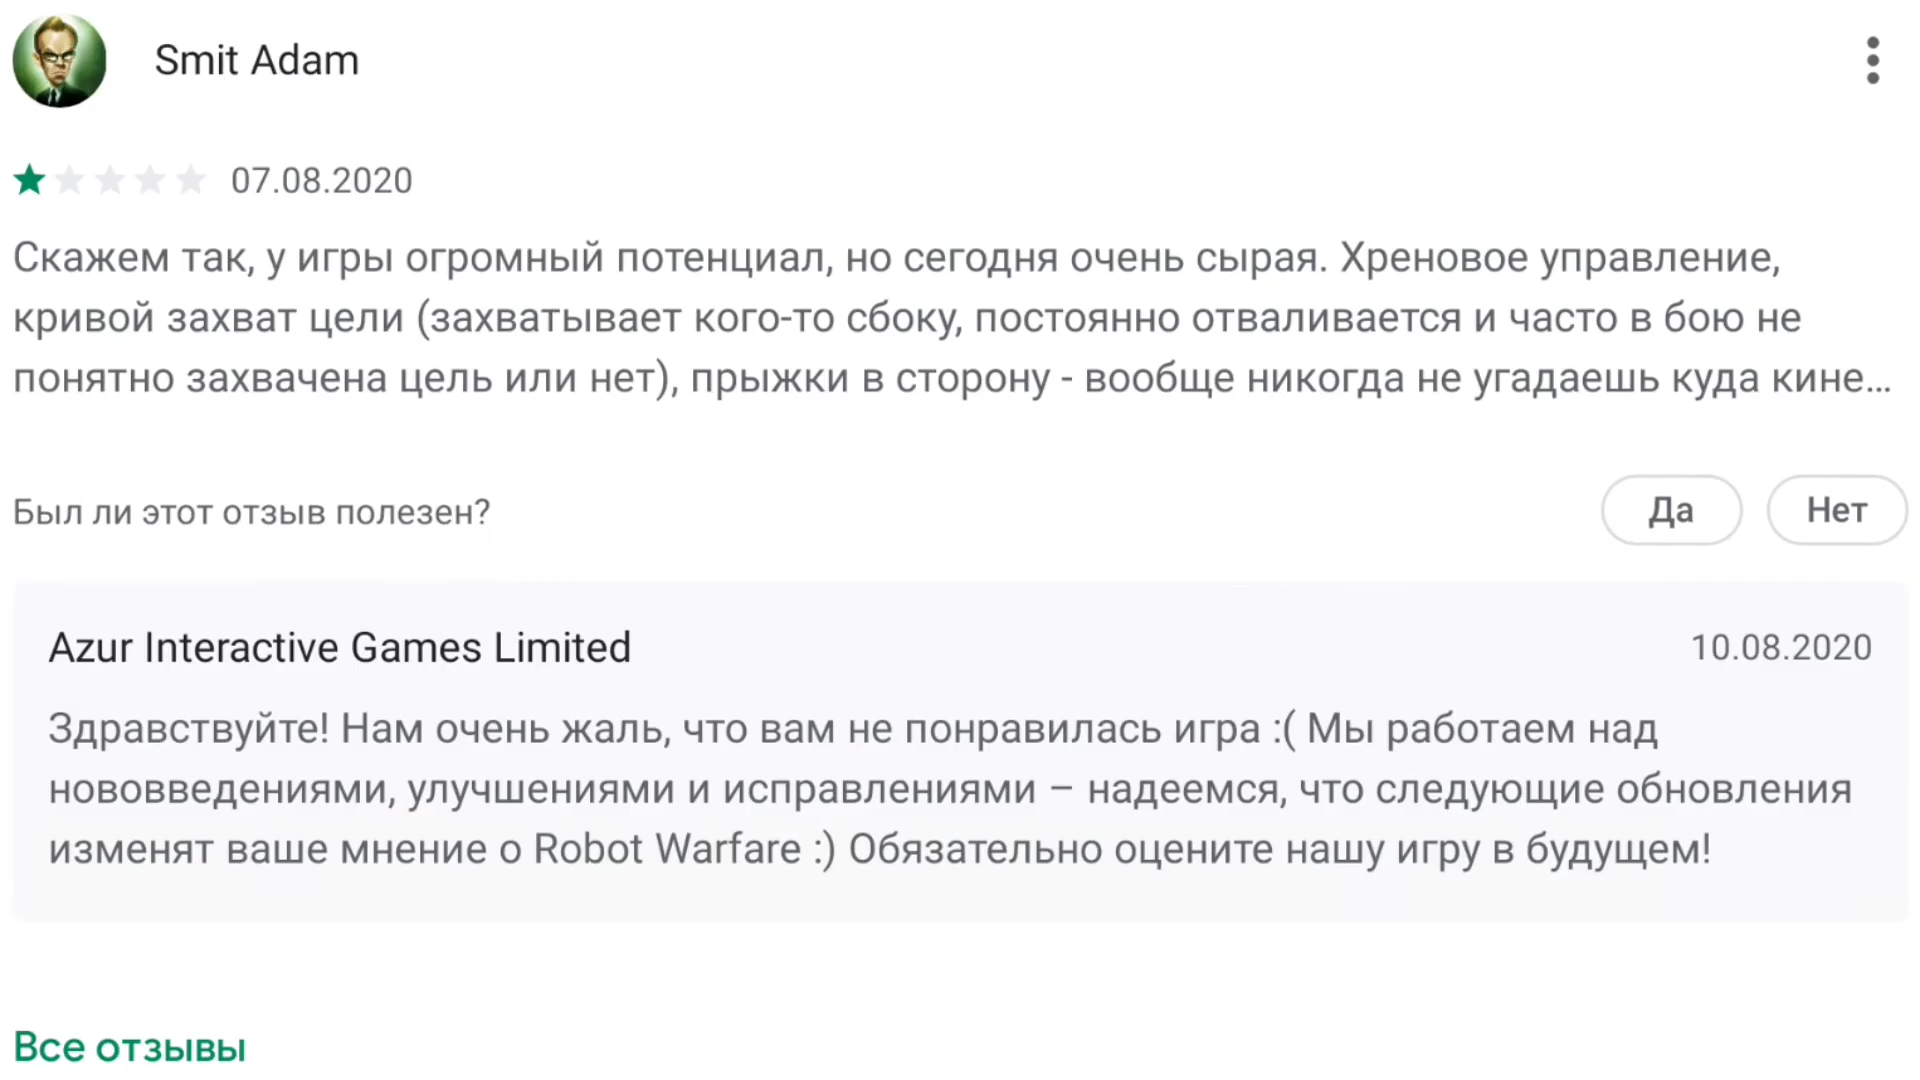 Smit Adam
07.08.2020
Скажем так, у игры огромный потенциал, но сегодня очень сырая. Хреновое управление,
кривой захват цели (захватывает кого-то сбоку, постоянно отваливается и часто в бою не
понятно захвачена цель или нет), прыжки в сторону - вообще никогда не угадаешь куда кине...
Был ли этот отзыв полезен?
Да
Нет
Azur Interactive Games Limited
10.08.2020
Здравствуйте! Нам очень жаль, что вам не понравилась игра :( Мы работаем над
нововведениями, улучшениями и исправлениями – надеемся, что следующие обновления
изменят ваше мнение о Robot Warfare :) Обязательно оцените нашу игру в будущем!
Все отзывы